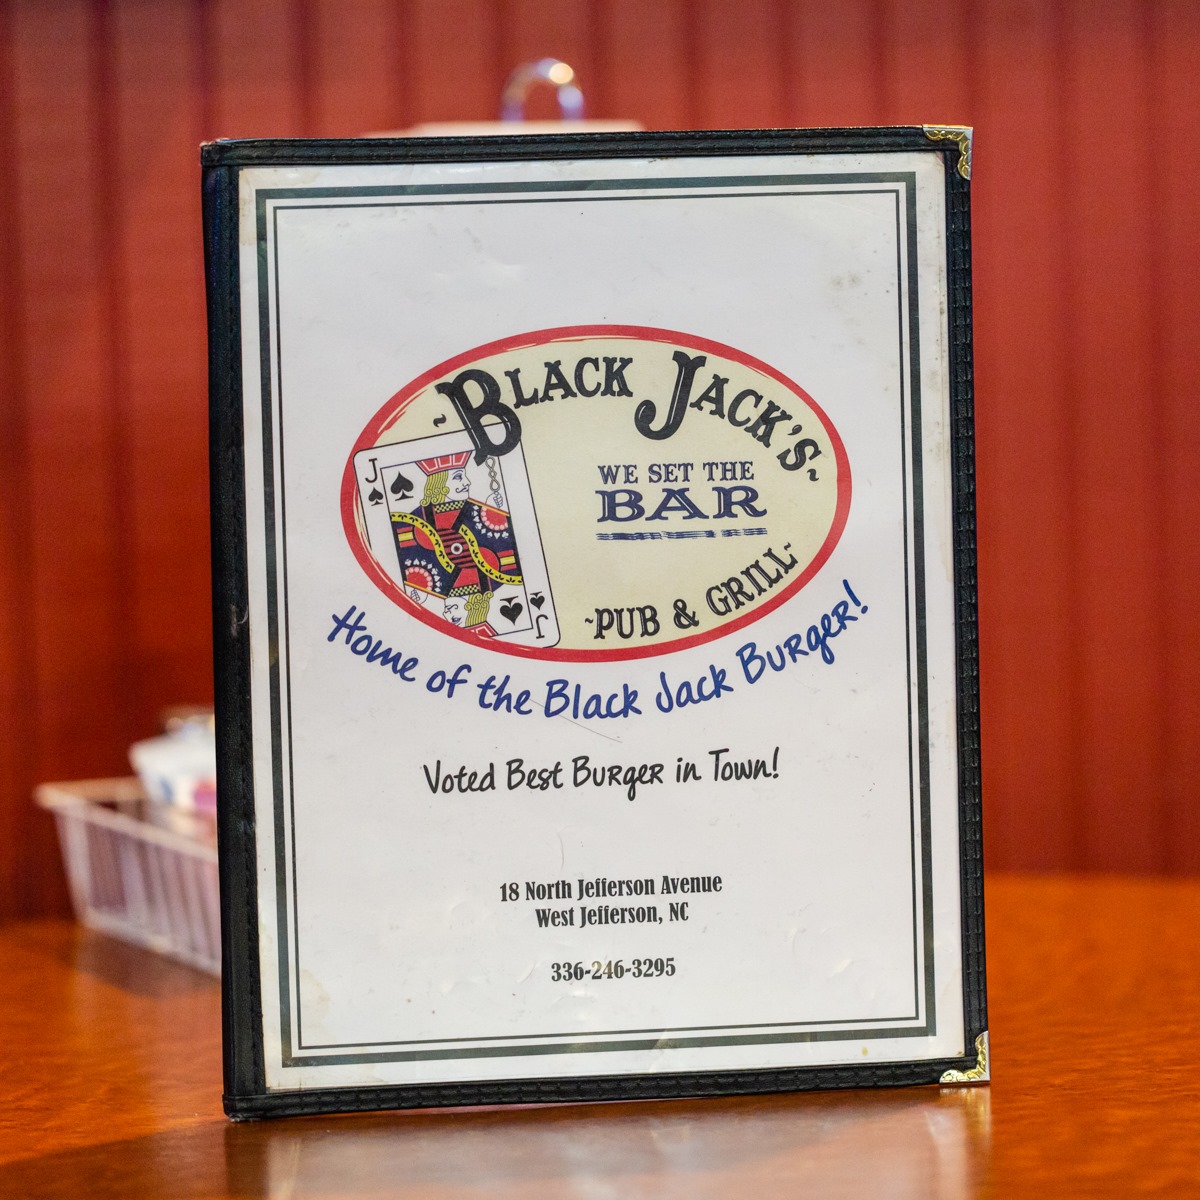 J
~BLACK JACK'S~
WE SET THE
BAR
~PUB & GRILL~
J
Home of the Black Jack Burger!
Voted Best Burger in Town!
18 North Jefferson Avenue
West Jefferson, NC
336-246-3295